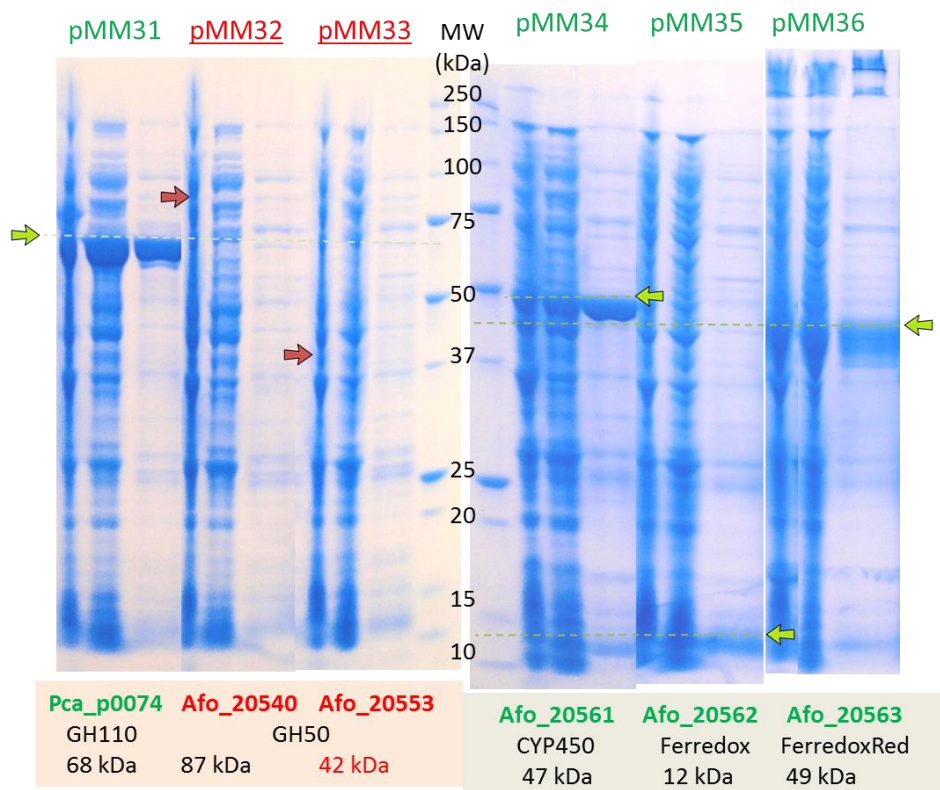 pMM31 pMM32 pMM33 MW pMM34 pMM35 pMM36
(kDa)
250
150
100
75
50
37
25
20
15
10
Pca_p0074 Afo_20540 Afo_20553
GH110 GH50
68 kDa 87 kDa 42 kDa
Afo_20561 Afo_20562 Afo_20563
CYP450 Ferredox FerredoxRed
47 kDa 12 kDa 49 kDa